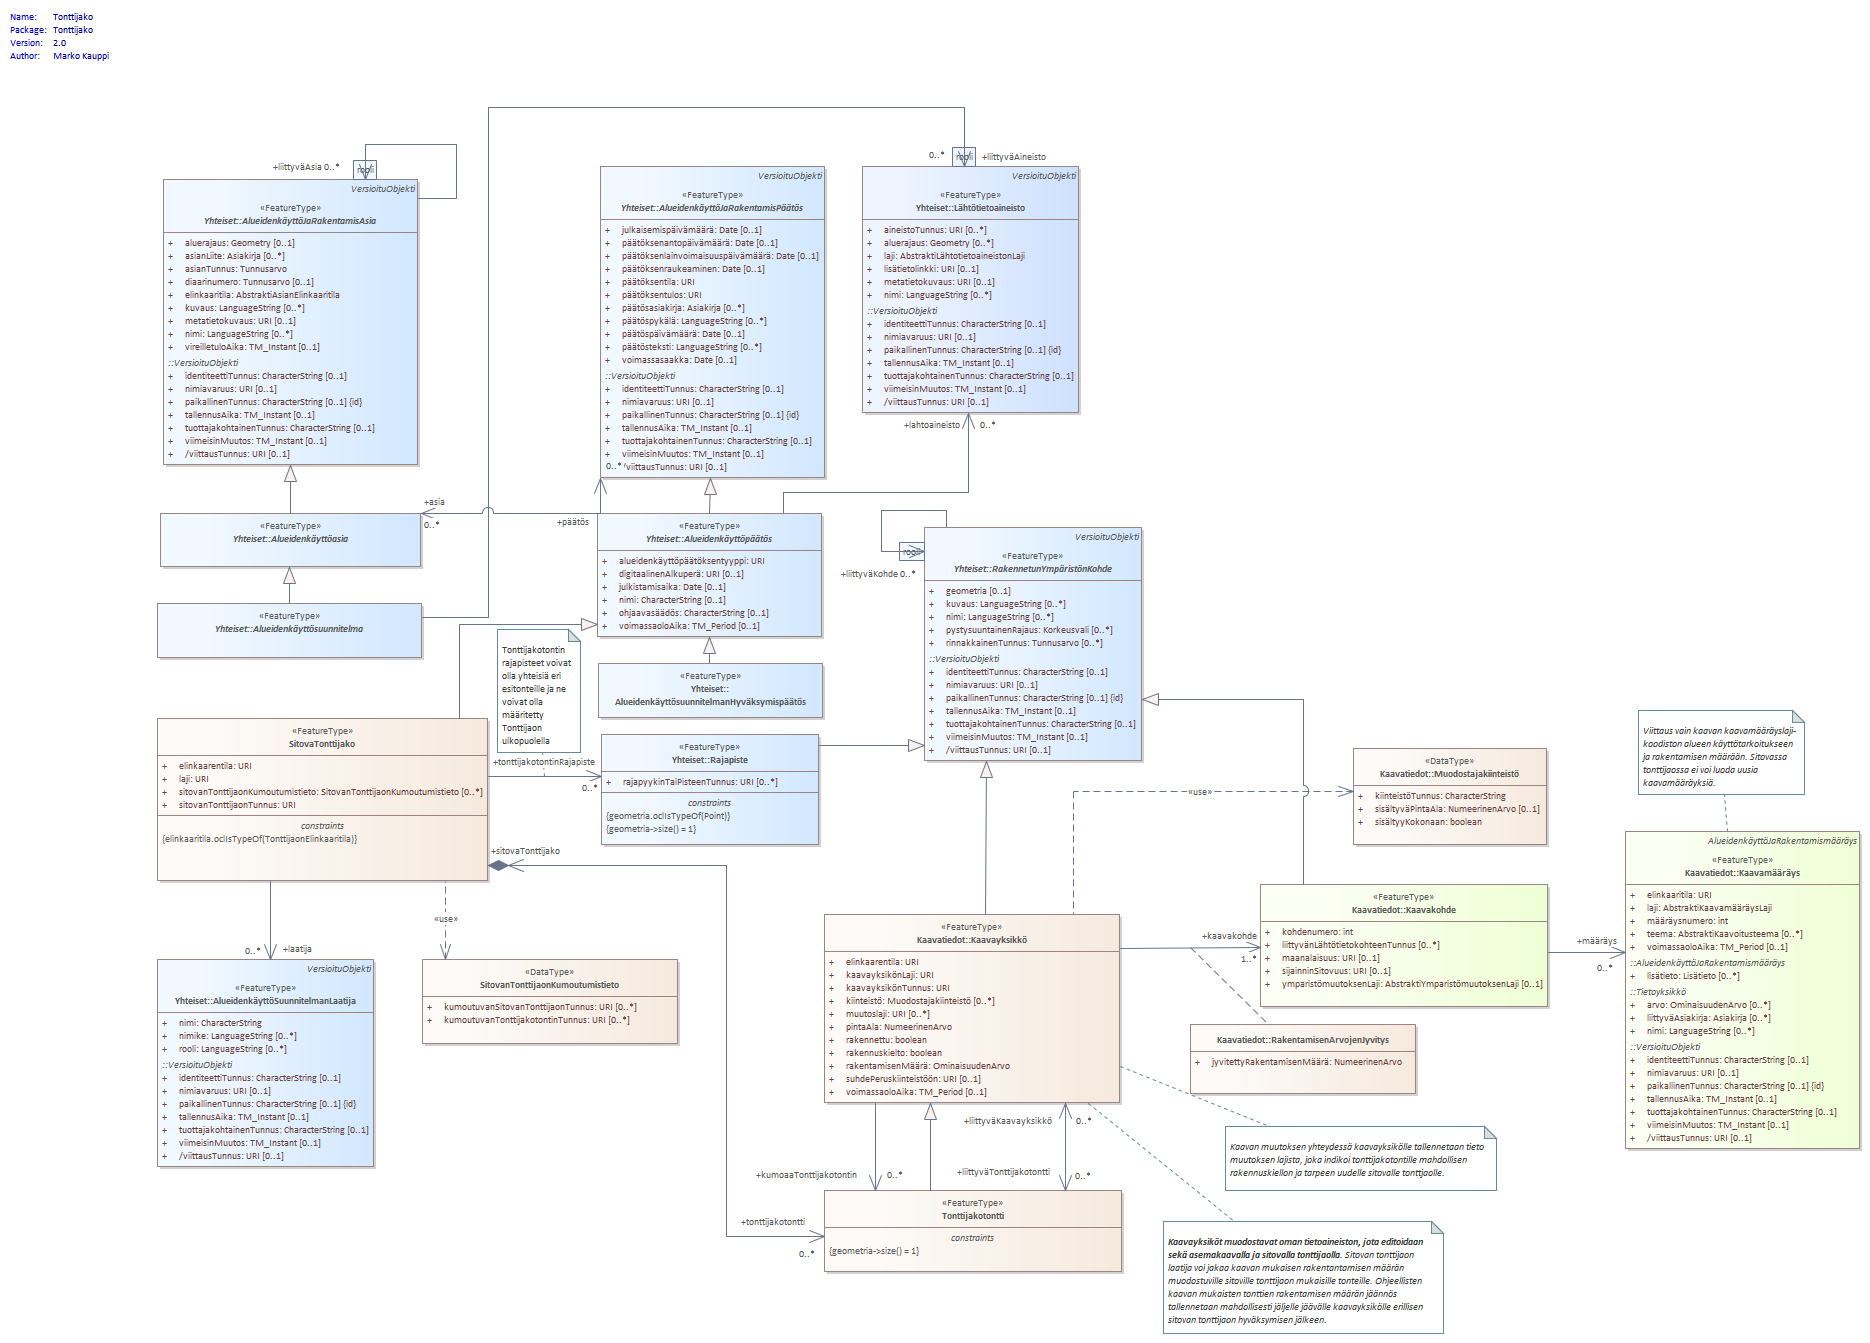 Name: Tonttijako
Package: Tonttijako
Version: 2.0
Author: Marko Kauppi
+liittyväAsia 0..*
rooli
VersioituObjekti
«FeatureType»
Yhteiset::AlueidenkäyttöJaRakentamisAsia
+ aluerajaus: Geometry [0..1]
+ asianLiite: Asiakirja [0..*]
+ asianTunnus: Tunnusarvo
+ diaarinumero: Tunnusarvo [0..1]
+ elinkaaritila: AbstraktiAsianElinkaaritila
+ kuvaus: LanguageString [0..*]
+ metatietokuvaus: URI [0..1]
+ nimi: LanguageString [0..*]
+ vireilletuloAika: TM_Instant [0..1]
::VersioituObjekti
+ identiteettiTunnus: CharacterString [0..1]
+ nimiavaruus: URI [0..1]
+ paikallinenTunnus: CharacterString [0..1] {id}
+ tallennusAika: TM_Instant [0..1]
+ tuottajakohtainenTunnus: CharacterString [0..1]
+ viimeisinMuutos: TM_Instant [0..1]
+ /viittausTunnus: URI [0..1]
VersioituObjekti
«FeatureType»
Yhteiset::AlueidenkäyttöJaRakentamisPäätös
+ julkaisemispäivämäärä: Date [0..1]
+ päätöksenantopäivämäärä: Date [0..1]
+ päätöksenlainvoimaisuuspäivämäärä: Date [0..1]
+ päätöksenraukeaminen: Date [0..1]
+ päätöksentila: URI
+ päätöksentulos: URI
+ päätösasiakirja: Asiakirja [0..*]
+ päätöspykälä: LanguageString [0..*]
+ päätöspäivämäärä: Date [0..1]
+ päätösteksti: LanguageString [0..*]
+ voimassasaakka: Date [0..1]
::VersioituObjekti
+ identiteettiTunnus: CharacterString [0..1]
+ nimiavaruus: URI [0..1]
+ paikallinenTunnus: CharacterString [0..1] {id}
+ tallennusAika: TM_Instant [0..1]
+ tuottajakohtainenTunnus: CharacterString [0..1]
+ viimeisinMuutos: TM_Instant [0..1]
0..* /viittausTunnus: URI [0..1]
0..*
rooli
+liittyväAineisto
VersioituObjekti
«FeatureType»
Yhteiset::Lähtötietoaineisto
+ aineistoTunnus: URI [0..*]
+ aluerajaus: Geometry [0..*]
+ laji: AbstraktiLähtotietoaineistonLaji
+ lisätietolinkki: URI [0..1]
+ metatietokuvaus: URI [0..1]
+ nimi: LanguageString [0..*]
::VersioituObjekti
+ identiteettiTunnus: CharacterString [0..1]
+ nimiavaruus: URI [0..1]
+ paikallinenTunnus: CharacterString [0..1] {id}
+ tallennusAika: TM_Instant [0..1]
+ tuottajakohtainenTunnus: CharacterString [0..1]
+ viimeisinMuutos: TM_Instant [0..1]
+ /viittausTunnus: URI [0..1]
+lahtoaineisto 0..*
+asia
0..*
+päätös
«FeatureType»
Yhteiset::Alueidenkäyttöasia
«FeatureType»
Yhteiset::Alueidenkäyttösuunnitelma
«FeatureType»
Yhteiset::Alueidenkäyttöpäätös
+ alueidenkäyttöpäätöksentyyppi: URI
+ digitaalinenAlkuperä: URI [0..1]
+ julkistamisaika: Date [0..1]
+ nimi: CharacterString [0..1]
+ ohjaavasäädös: CharacterString [0..1]
+ voimassaoloAika: TM_Period [0..1]
«FeatureType»
Yhteiset::
AlueidenkäyttösuunnitelmanHyväksymispäätös
Tonttijakotontin
rajapisteet voivat
olla yhteisiä eri
esitonteille ja ne
voivat olla
määritetty
Tonttijaon
ulkopuolella
rooli
+liittyväKohde 0..*
VersioituObjekti
«FeatureType»
Yhteiset::RakennetunYmpäristönKohde
+ geometria [0..1]
+ kuvaus: LanguageString [0..*]
+ nimi: LanguageString [0..*]
+ pystysuuntainenRajaus: Korkeusvali [0..*]
+ rinnakkainenTunnus: Tunnusarvo [0..*]
::VersioituObjekti
+ identiteettiTunnus: CharacterString [0..1]
+ nimiavaruus: URI [0..1]
+ paikallinenTunnus: CharacterString [0..1] {id}
+ tallennusAika: TM_Instant [0..1]
+ tuottajakohtainenTunnus: CharacterString [0..1]
+ viimeisinMuutos: TM_Instant [0..1]
+ /viittausTunnus: URI [0..1]
«FeatureType»
SitovaTonttijako
+ elinkaarentila: URI
+ laji: URI
+ sitovanTonttijaonKumoutumistieto: SitovanTonttijaonKumoutumistieto [0..*]
+ sitovanTonttijaonTunnus: URI
constraints
{elinkaaritila.oclIsTypeOf(TonttijaonElinkaaritila)}
+tonttijakotontinRajapiste
0..*
«FeatureType»
Yhteiset::Rajapiste
+ rajapyykinTaiPisteenTunnus: URI [0..*]
constraints
{geometria.oclIsTypeOf(Point)}
{geometria->size() = 1}
+sitovaTonttijako
«use»
0..* +laatija
VersioituObjekti
«FeatureType»
Yhteiset::AlueidenkäyttöSuunnitelmanLaatija
+ nimi: CharacterString
+ nimike: LanguageString [0..*]
+ rooli: LanguageString [0..*]
::VersioituObjekti
+ identiteettiTunnus: CharacterString [0..1]
+ nimiavaruus: URI [0..1]
+ paikallinenTunnus: CharacterString [0..1] {id}
+ tallennusAika: TM_Instant [0..1]
+ tuottajakohtainenTunnus: CharacterString [0..1]
+ viimeisinMuutos: TM_Instant [0..1]
+ /viittausTunnus: URI [0..1]
«DataType»
SitovanTonttijaonKumoutumistieto
+ kumoutuvanSitovanTonttijaonTunnus: URI [0..*]
+ kumoutuvanTonttijakotontinTunnus: URI [0..*]
«use»
«DataType»
Kaavatiedot::Muodostajakiinteistö
+ kiinteistöTunnus: CharacterString
+ sisältyväPintaAla: NumeerinenArvo [0..1]
+ sisältyyKokonaan: boolean
Viittaus vain kaavan kaavamääräyslaji-
koodiston alueen käyttötarkoitukseen
ja rakentamisen määrään. Sitovassa
tonttijaossa ei voi luoda uusia
kaavamääräyksiä.
«FeatureType»
Kaavatiedot::Kaavayksikkö
+ elinkaarentila: URI
+ kaavayksikönLaji: URI
+ kaavayksikönTunnus: URI
+ kiinteistö: Muodostajakiinteistö [0..*]
+ muutoslaji: URI [0..*]
+ pintaAla: NumeerinenArvo
+ rakennettu: boolean
+ rakennuskielto: boolean
+ rakentamisenMäärä: OminaisuudenArvo
+ suhdePeruskiinteistöön: URI [0..1]
+ voimassaoloAika: TM_Period [0..1]
+kaavakohde
1..*
«FeatureType»
Kaavatiedot::Kaavakohde
+ kohdenumero: int
+ liittyvänLähtötietokohteenTunnus [0..*]
+ maanalaisuus: URI [0..1]
+ sijainninSitovuus: URI [0..1]
+ ymparistömuutoksenLaji: AbstraktiYmparistömuutoksenLaji [0..1]
+määräys
0..*
AlueidenkäyttöJaRakentamismääräys
«FeatureType»
Kaavatiedot::Kaavamääräys
+ elinkaaritila: URI
+ laji: AbstraktiKaavamääräysLaji
+ määräysnumero: int
+ teema: AbstraktiKaavoitusteema [0..*]
+ voimassaoloAika: TM_Period [0..1]
::AlueidenkäyttöJaRakentamismääräys
+ lisätieto: Lisätieto [0..*]
::Tietoyksikkö
+ arvo: OminaisuudenArvo [0..*]
+ liittyväAsiakirja: Asiakirja [0..*]
+ nimi: LanguageString [0..*]
::VersioituObjekti
+ identiteettiTunnus: CharacterString [0..1]
+ nimiavaruus: URI [0..1]
+ paikallinenTunnus: CharacterString [0..1] {id}
+ tallennusAika: TM_Instant [0..1]
+ tuottajakohtainenTunnus: CharacterString [0..1]
+ viimeisinMuutos: TM_Instant [0..1]
+ /viittausTunnus: URI [0..1]
Kaavatiedot::RakentamisenArvojenJyvitys
+ jyvitettyRakentamisenMäärä: NumeerinenArvo
+liittyväKaavayksikkö 0..*
+kumoaaTonttijakotontin 0..*
+liittyväTonttijakotontti 0..*
+tonttijakotontti
0..*
«FeatureType»
Tonttijakotontti
constraints
{geometria->size() = 1}
Kaavan muutoksen yhteydessä kaavayksikölle tallennetaan tieto
muutoksen lajista, joka indikoi tonttijakotontille mahdollisen
rakennuskiellon ja tarpeen uudelle sitovalle tonttjaolle.
Kaavayksiköt muodostavat oman tietoaineiston, jota editoidaan
sekä asemakaavalla ja sitovalla tonttijaolla. Sitovan tonttijaon
laatija voi jakaa kaavan mukaisen rakentantamisen määrän
muodostuville sitoville tonttijaon mukaisille tonteille. Ohjeellisten
kaavan mukaisten tonttien rakentamisen määrän jäännös
tallennetaan mahdollisesti jäljelle jäävälle kaavayksikölle erillisen
sitovan tonttijaon hyväksymisen jälkeen.